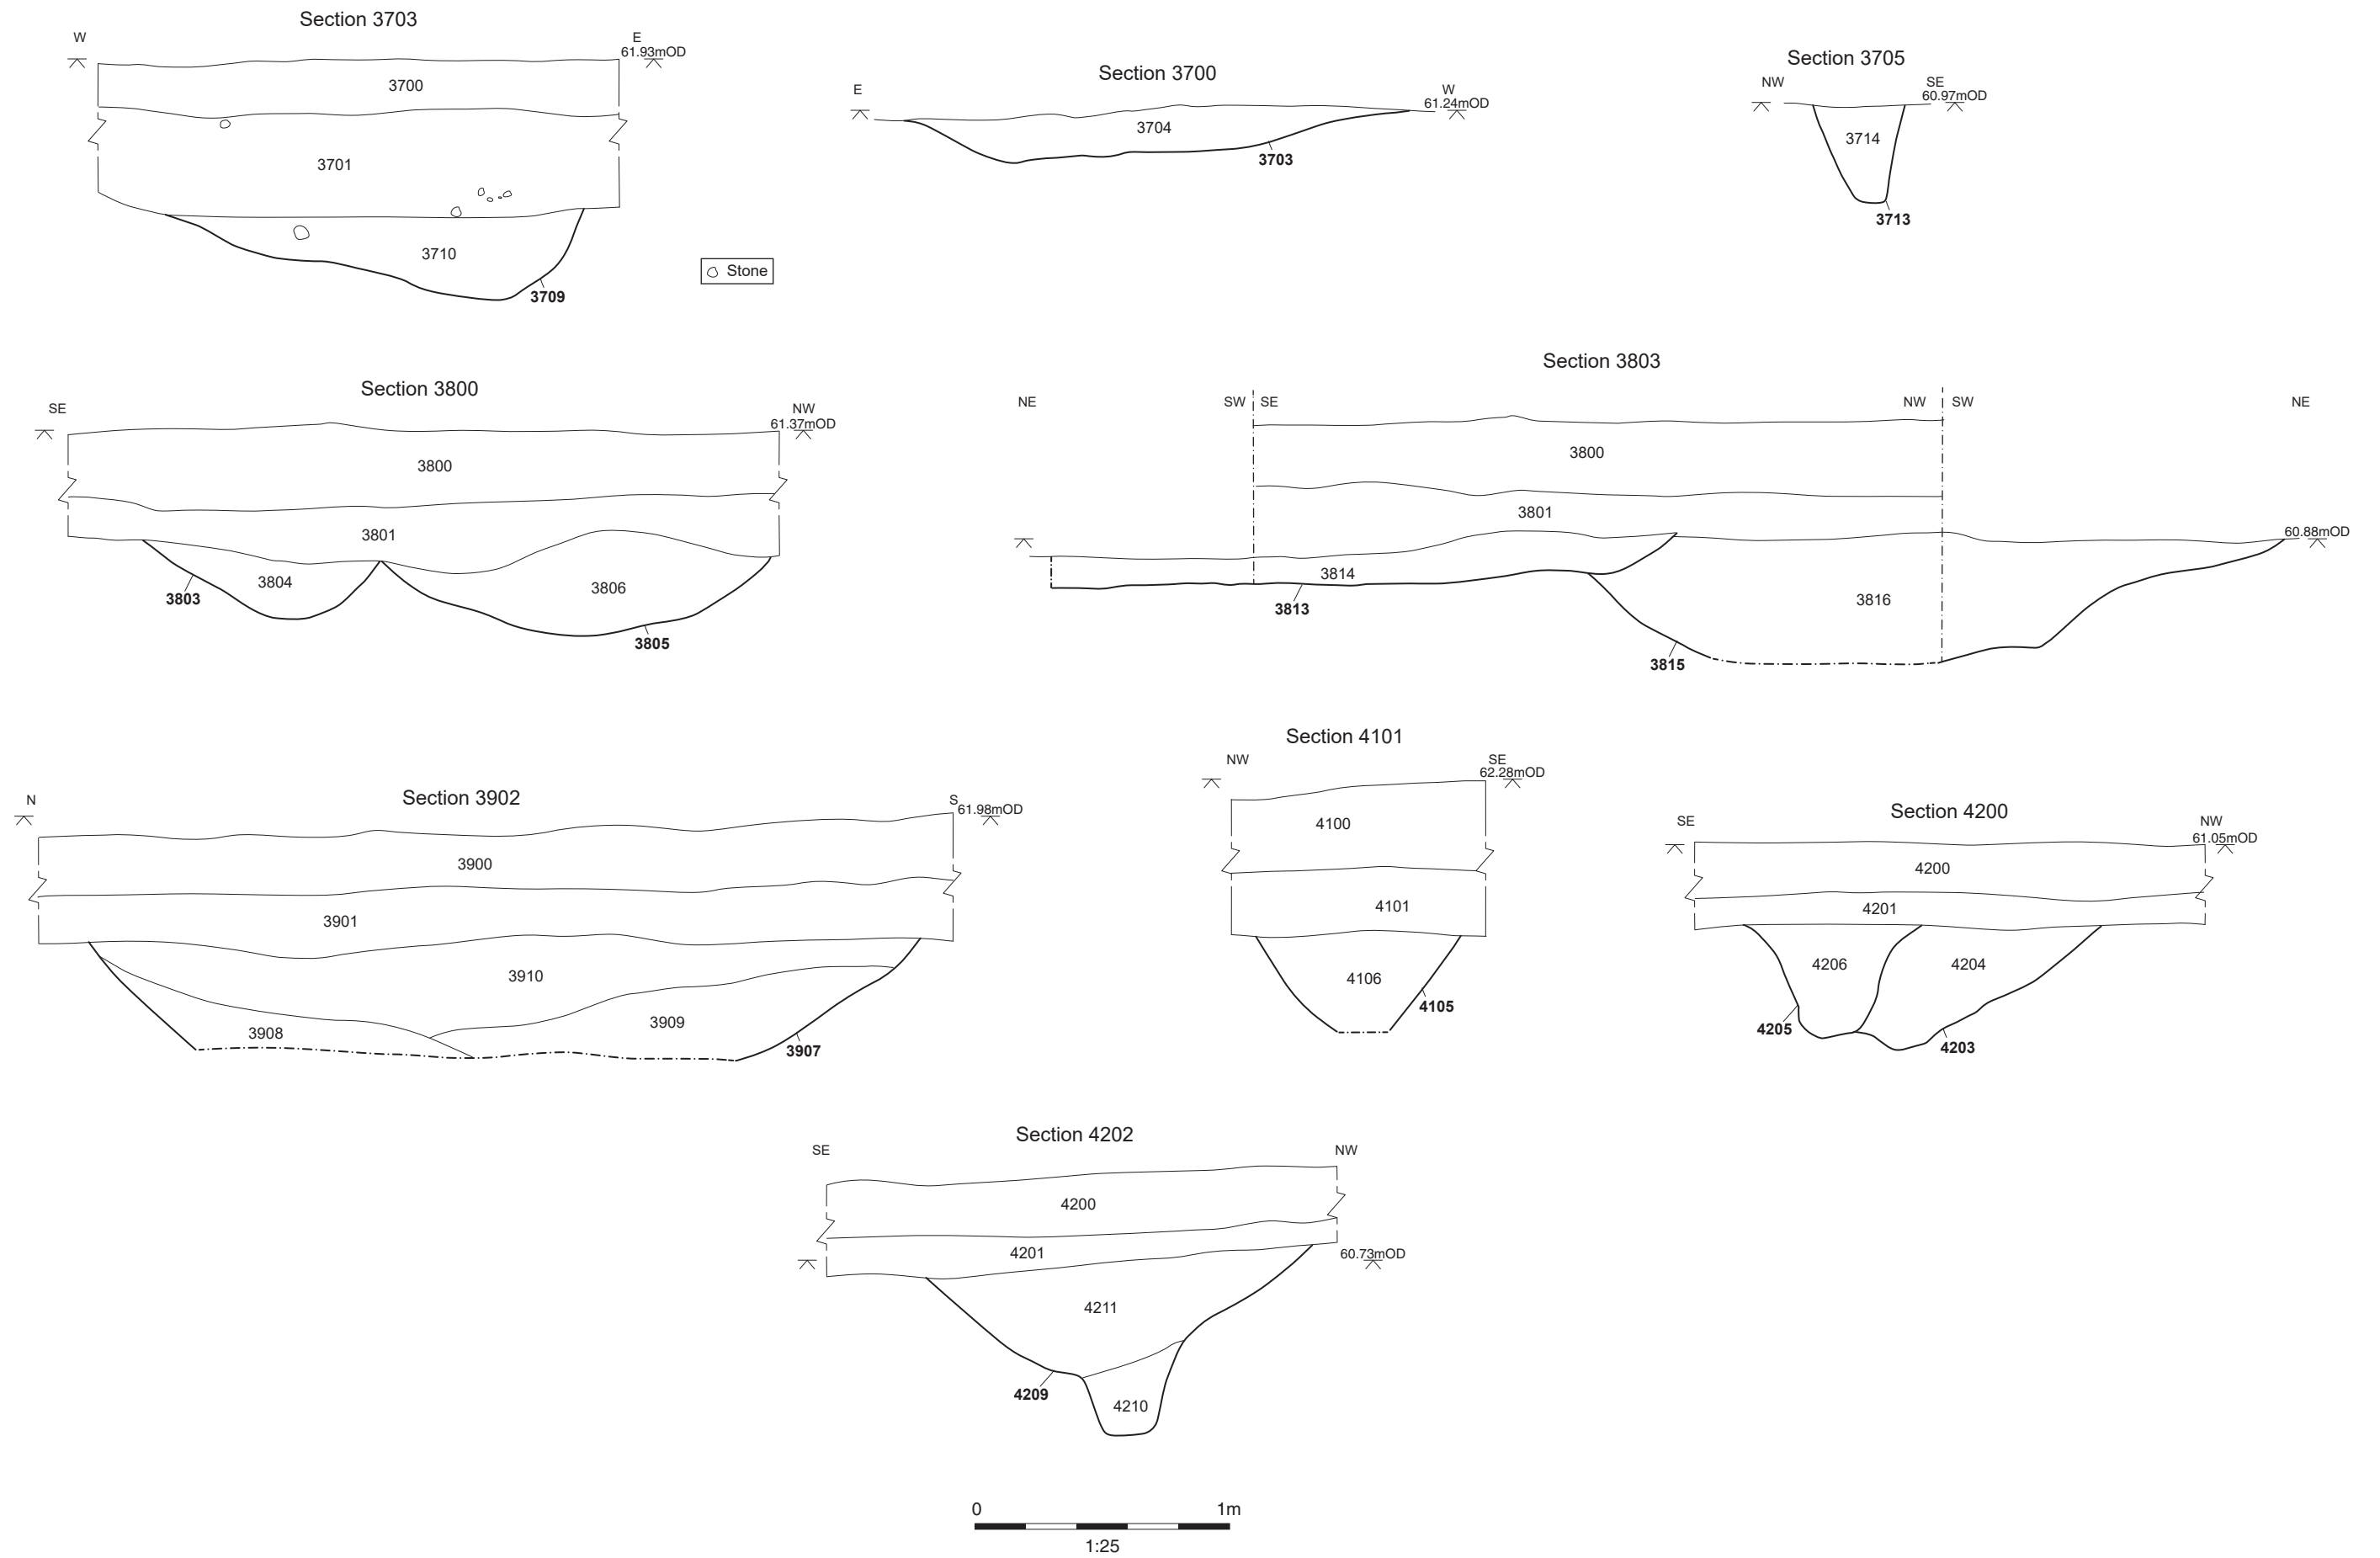 Section 3703
W
E
61.93mOD
3700
3701
3710
3709
Stone
Section 3700
E
W
61.24mOD
3704
3703
Section 3705
NW
SE
60.97mOD
3714
3713
Section 3800
SE
NW
61.37mOD
3800
3801
3804
3806
3803
3805
Section 3803
NE
SW
SE
NW
SW
NE
3800
3801
60.88mOD
3814
3813
3816
3815
Section 3902
N
S
61.98mOD
3900
3901
3910
3908
3909
3907
Section 4101
NW
SE
62.28mOD
4100
4101
4106
4105
Section 4200
SE
NW
61.05mOD
4200
4201
4206
4204
4205
4203
Section 4202
SE
NW
4200
4201
60.73mOD
4211
4209
4210
0
1m
1:25